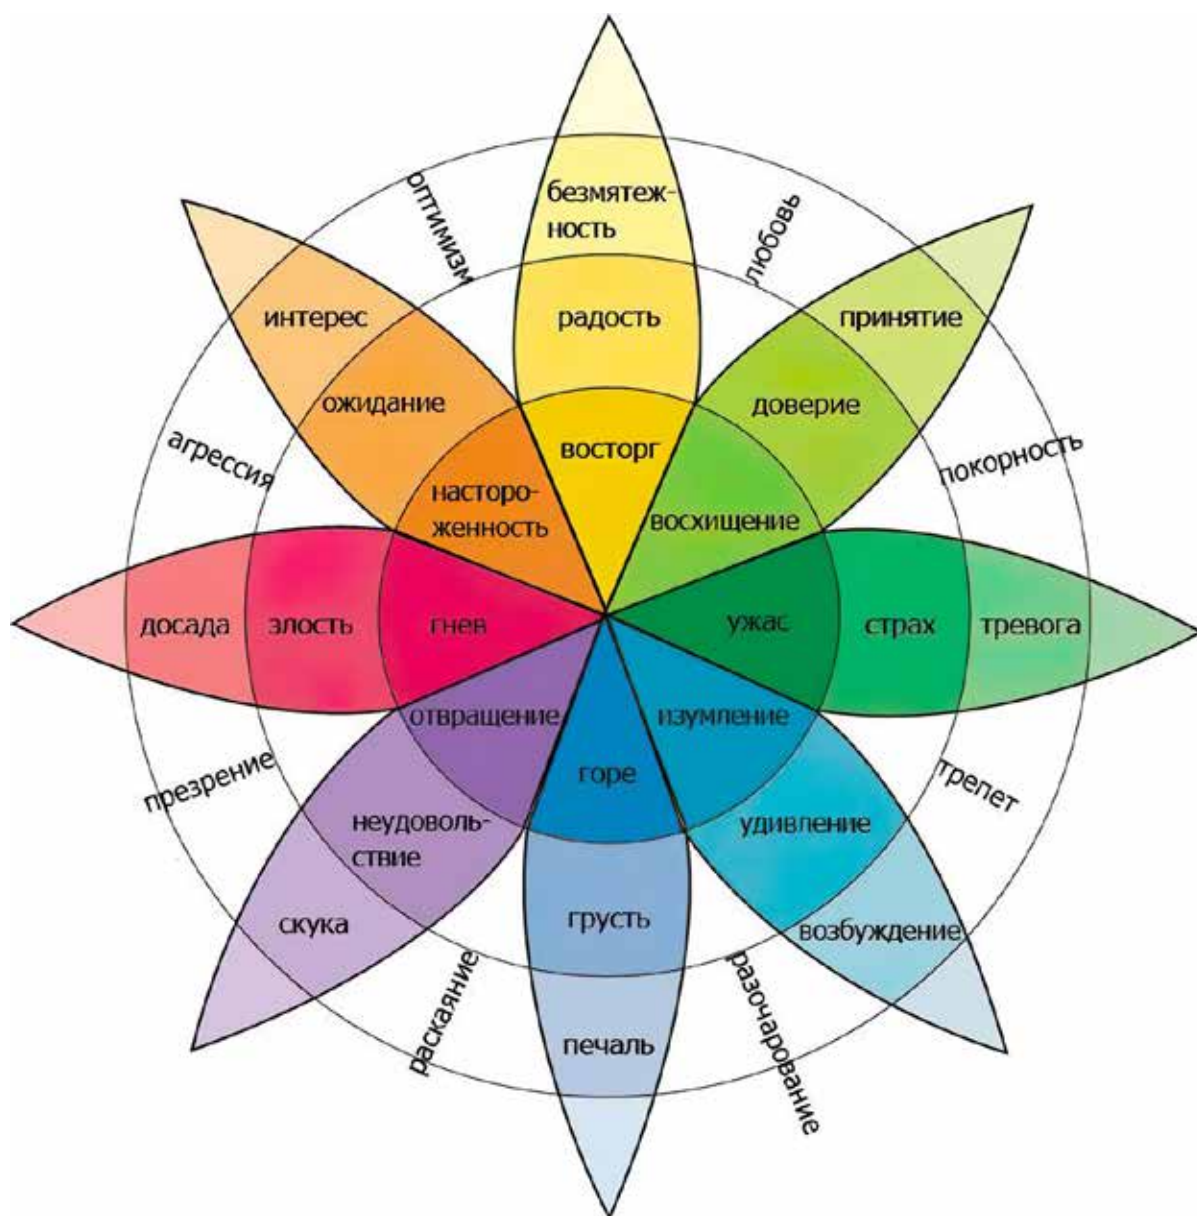 оптимизм
безмятеж-
ность
любовь
интерес
радость
принятие
ожидание
доверие
агрессия
восторг
покорность
насторо-
женность
восхищение
досада
злость
гнев
ужас
страх
тревога
отвращение
изумление
презрение
горе
трепет
неудоволь-
ствие
удивление
скука
грусть
возбуждение
раскаяние
печаль
разочарование